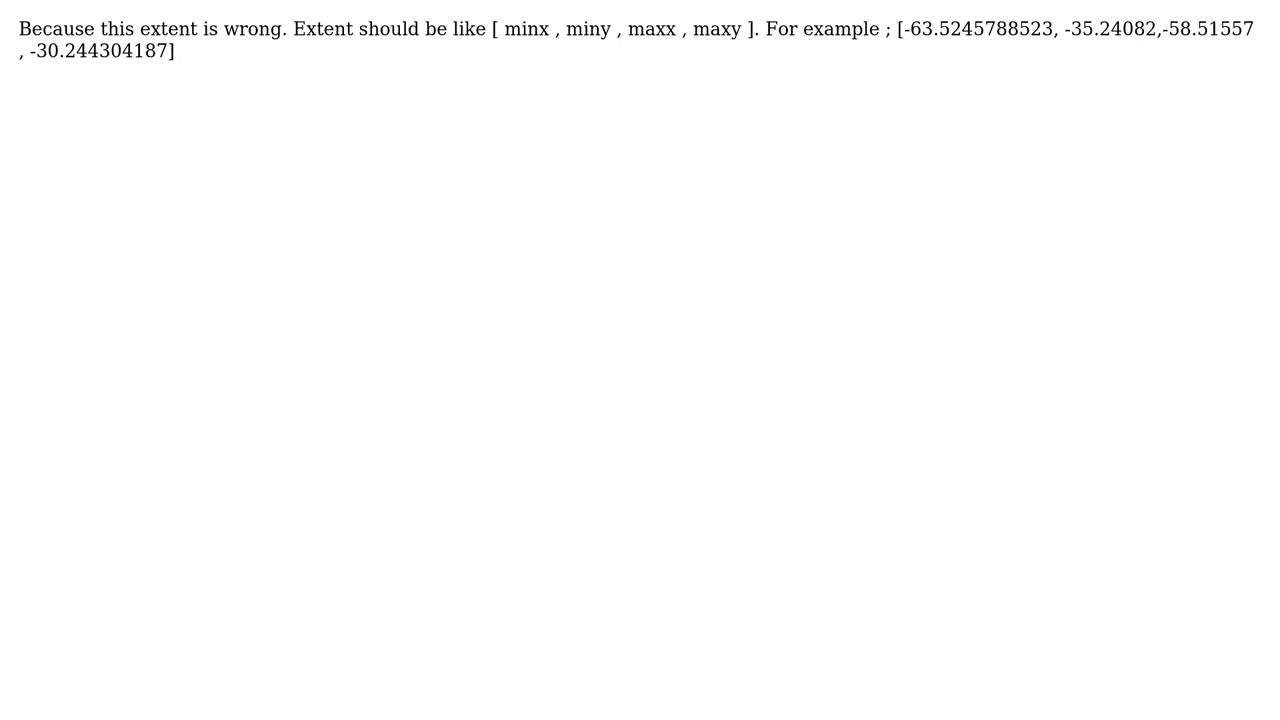 Because this extent is wrong. Extent should be like [ minx , miny , maxx , maxy ]. For example ; [-63.5245788523, -35.24082,-58.51557
, -30.244304187]